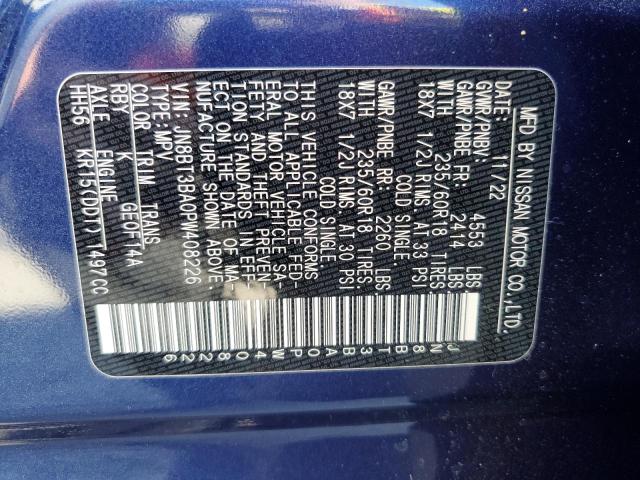 MFD BY NISSAN MOTOR CO.,LTD.
11/22
GVWR/PNBV: 4553 LBS
GAWR/PNBE FR: 2414 LBS
WITH 235/60R18 TIRES
18X7 1/2J RIMS AT 33 PSI
COLD SINGLE
GAWR/PNBE RR: 2260 LBS.
WITH 235/60R18 TIRES
18X7 1/2J RIMS AT 30 PSI
COLD SINGLE.
THIS VEHICLE CONFORMS
TO ALL APPLICABLE FED-
ERAL MOTOR VEHICLE SA-
FETY AND THEFT PREVEN-
TION STANDARDS IN EFF-
ECT ON THE DATE OF MA-
NUFACTURE SHOWN ABOVE.
VIN: JN8BT3BA0PW408226
TYPE: MPV
COLOR TRIM TRANS
RBY K GE0F14A
AXLE ENGINE
HH56 KR15(DDT) 1497CC
JN8BT3BA0PW408226